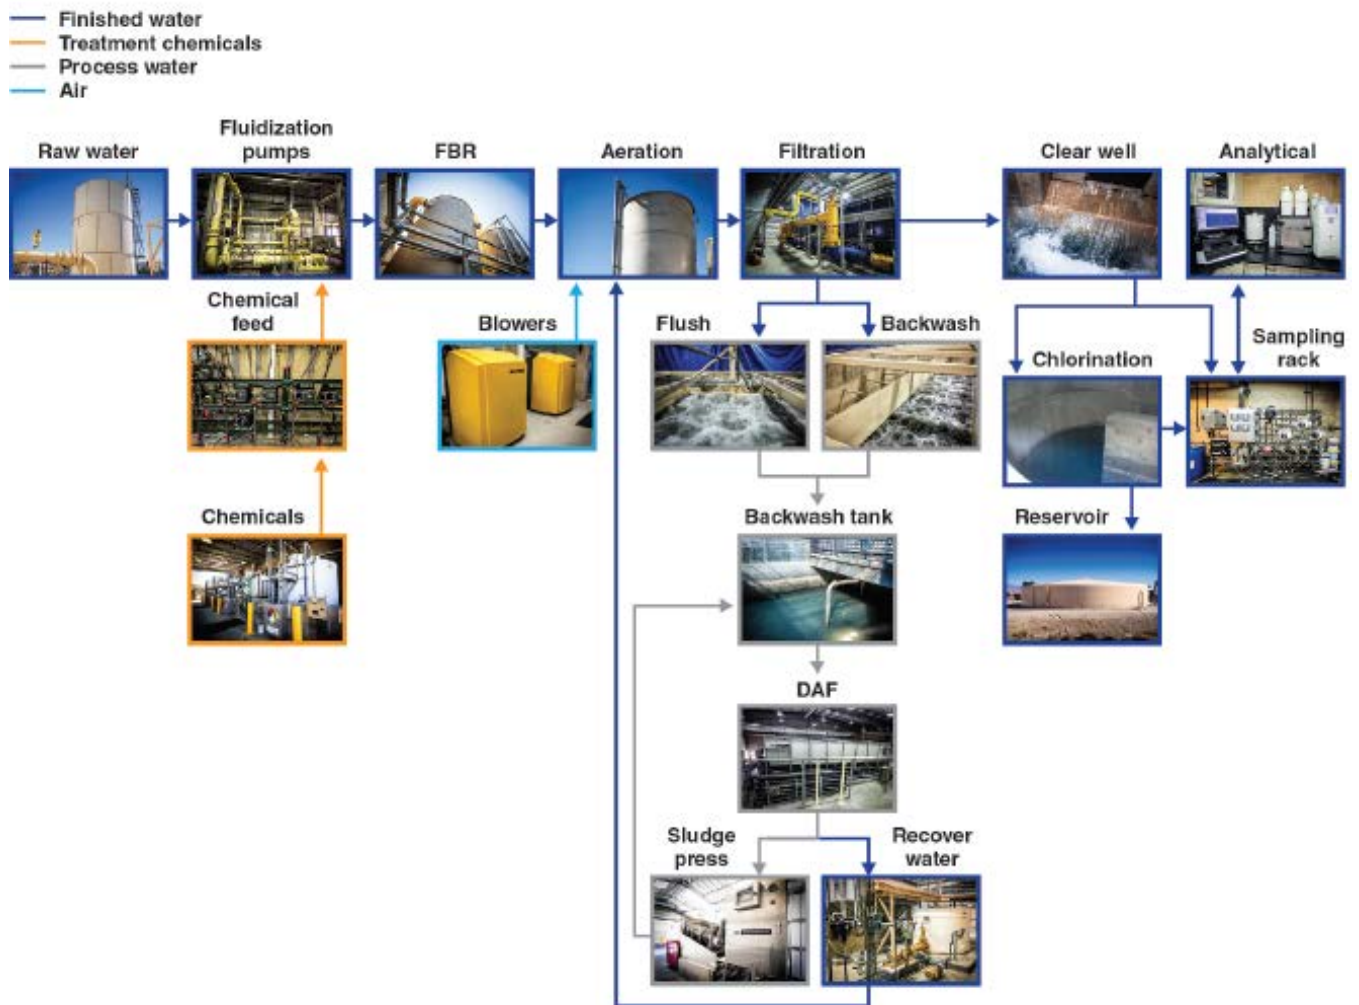 Finished water
Treatment chemicals
Process water
Air
Raw water
Fluidization
pumps
FBR
Aeration
Filtration
Clear well
Analytical
Chemical
feed
Blowers
Flush
Backwash
Chlorination
Sampling
rack
Chemicals
Backwash tank
Reservoir
DAF
Sludge
press
Recover
water